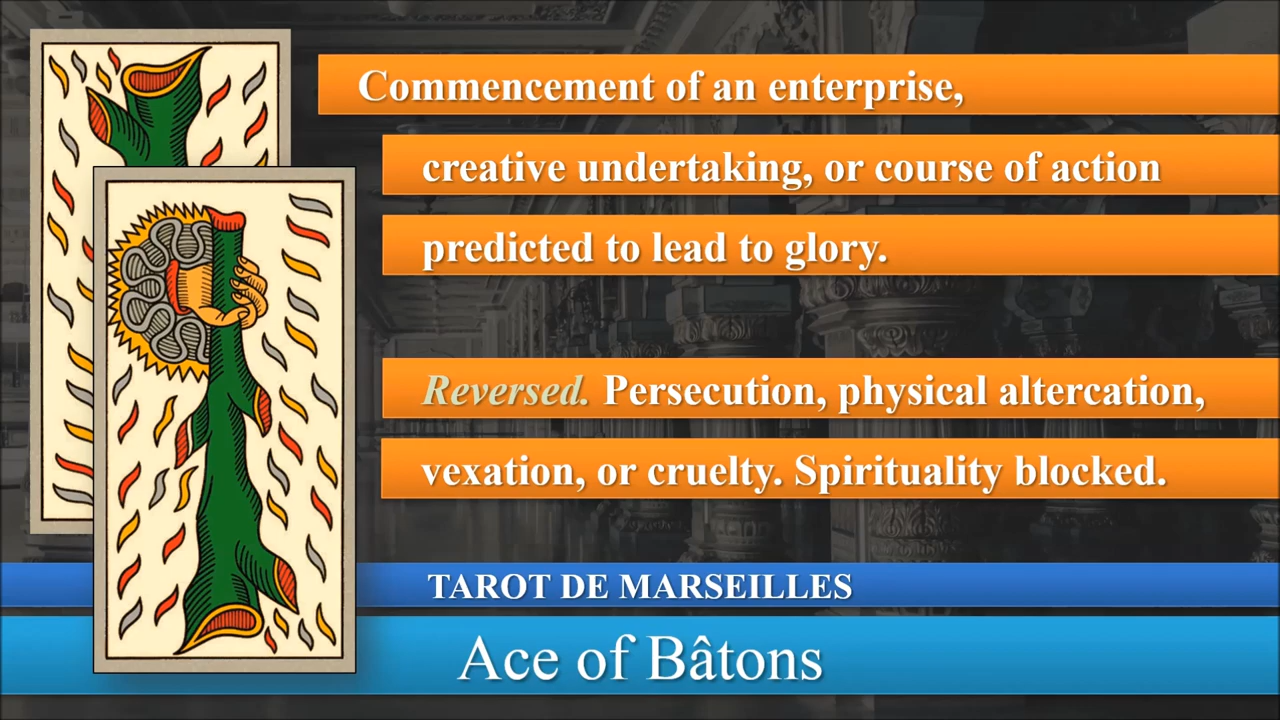 Commencement of an enterprise,
creative undertaking, or course of action
predicted to lead to glory.
Reversed. Persecution, physical altercation,
vexation, or cruelty. Spirituality blocked.
TAROT DE MARSEILLES
Ace of Bâtons